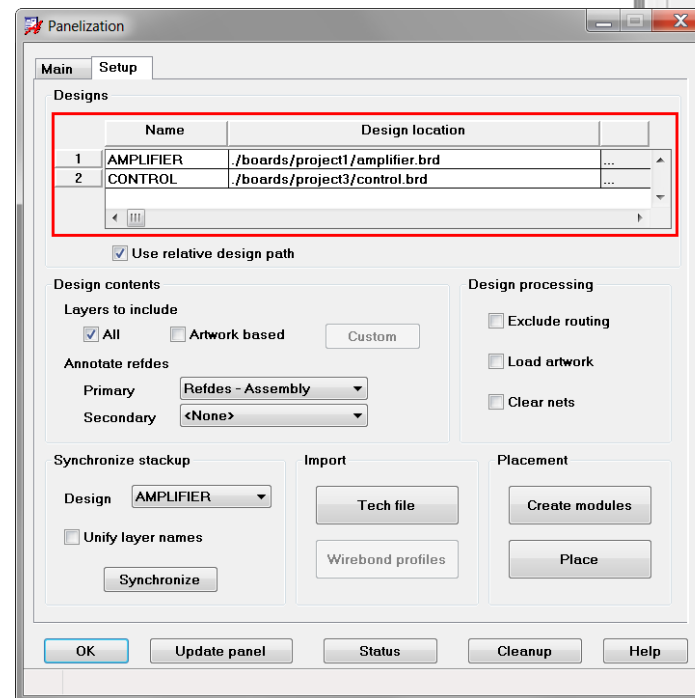 Panelization
Main Setup
Designs
Name Design location
1 AMPLIFIER ./boards/project1/amplifier.brd ...
2 CONTROL ./boards/project3/control.brd ...
Use relative design path
Design contents
Layers to include
All Artwork based Custom
Annotate refdes
Primary Refdes - Assembly
Secondary <None>
Design processing
Exclude routing
Load artwork
Clear nets
Synchronize stackup
Design AMPLIFIER
Unify layer names
Synchronize
Import
Tech file
Wirebond profiles
Placement
Create modules
Place
OK Update panel Status Cleanup Help